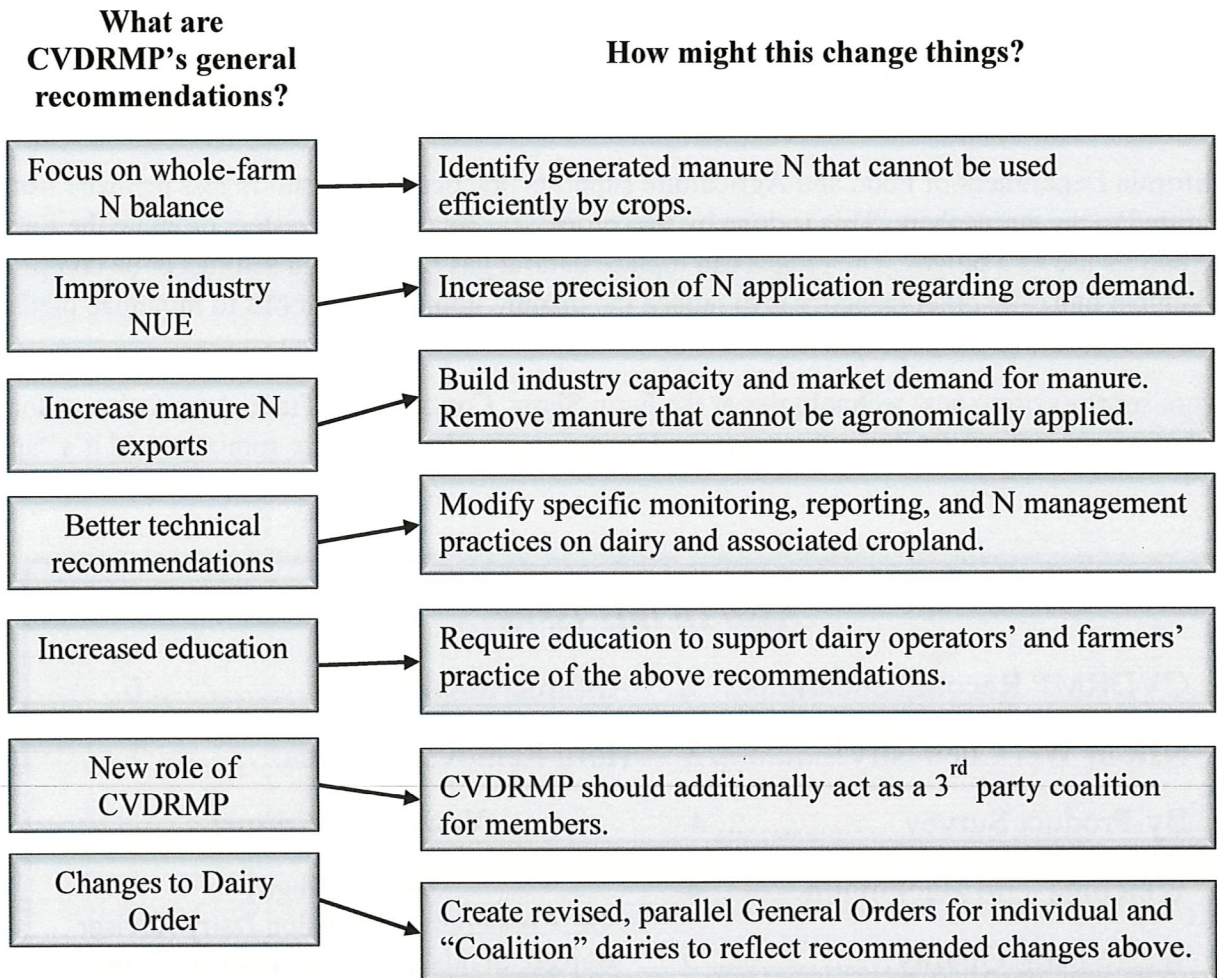 What are
CVDRMP's general
recommendations?
How might this change things?
Focus on whole-farm
N balance
Identify generated manure N that cannot be used
efficiently by crops.
Improve industry
NUE
Increase precision of N application regarding crop demand.
Increase manure N
exports
Build industry capacity and market demand for manure.
Remove manure that cannot be agronomically applied.
Better technical
recommendations
Modify specific monitoring, reporting, and N management
practices on dairy and associated cropland.
Increased education
Require education to support dairy operators' and farmers'
practice of the above recommendations.
New role of
CVDRMP
CVDRMP should additionally act as a 3rd party coalition
for members.
Changes to Dairy
Order
Create revised, parallel General Orders for individual and
"Coalition" dairies to reflect recommended changes above.